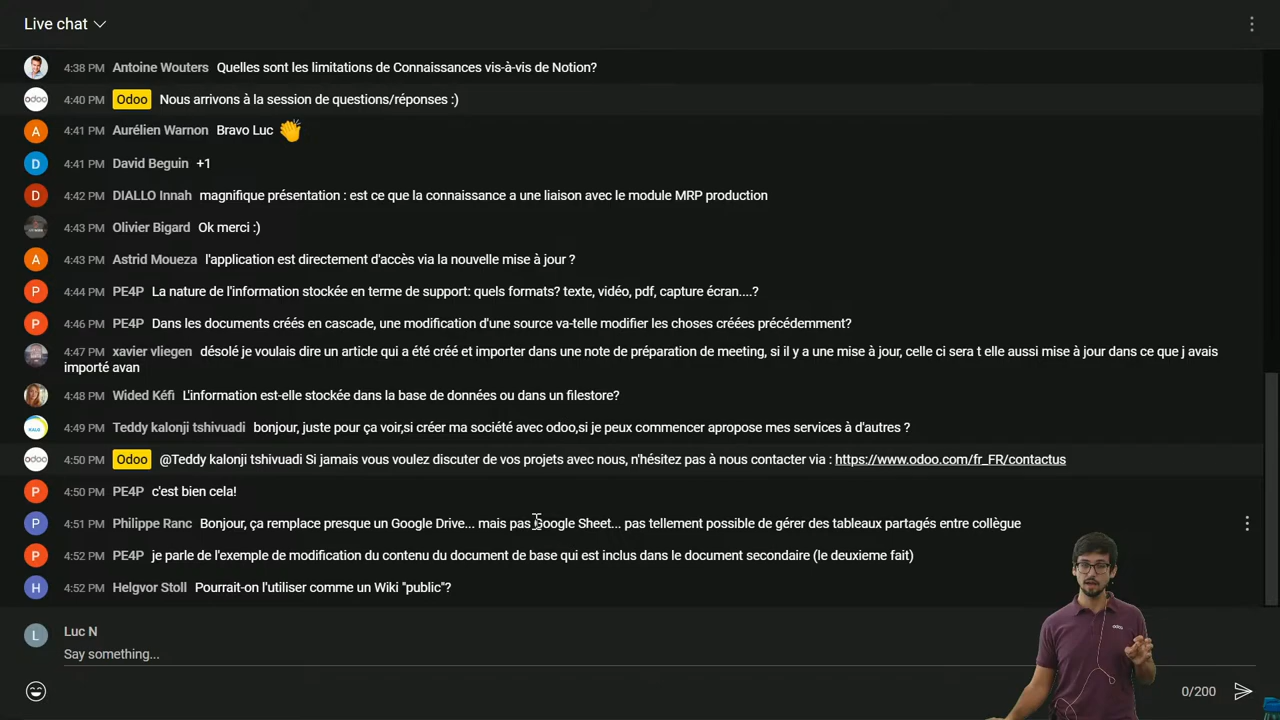 Live chat
4:38 PM Antoine Wouters Quelles sont les limitations de Connaissances vis-à-vis de Notion?
odoo 4:40 PM Odoo Nous arrivons à la session de questions/réponses :)
A 4:41 PM Aurélien Warnon Bravo Luc 👏
D 4:41 PM David Beguin +1
D 4:42 PM DIALLO Innah magnifique présentation : est ce que la connaissance a une liaison avec le module MRP production
4:43 PM Olivier Bigard Ok merci :)
A 4:43 PM Astrid Moueza l'application est directement d'accès via la nouvelle mise à jour ?
P 4:44 PM PE4P La nature de l'information stockée en terme de support: quels formats? texte, vidéo, pdf, capture écran....?
P 4:46 PM PE4P Dans les documents créés en cascade, une modification d'une source va-telle modifier les choses créées précédemment?
4:47 PM xavier vliegen désolé je voulais dire un article qui a été créé et importer dans une note de préparation de meeting, si il y a une mise à jour, celle ci sera t elle aussi mise à jour dans ce que j avais
importé avan
4:48 PM Wided Kéfi L'information est-elle stockée dans la base de données ou dans un filestore?
4:49 PM Teddy kalonji tshivuadi bonjour, juste pour ça voir,si créer ma société avec odoo,si je peux commencer apropose mes services à d'autres ?
odoo 4:50 PM Odoo @Teddy kalonji tshivuadi Si jamais vous voulez discuter de vos projets avec nous, n'hésitez pas à nous contacter via : https://www.odoo.com/fr_FR/contactus
P 4:50 PM PE4P c'est bien cela!
P 4:51 PM Philippe Ranc Bonjour, ça remplace presque un Google Drive... mais pas Google Sheet... pas tellement possible de gérer des tableaux partagés entre collègue
P 4:52 PM PE4P je parle de l'exemple de modification du contenu du document de base qui est inclus dans le document secondaire (le deuxieme fait)
H 4:52 PM Helgvor Stoll Pourrait-on l'utiliser comme un Wiki "public"?
L Luc N
Say something...
0/200
odoo